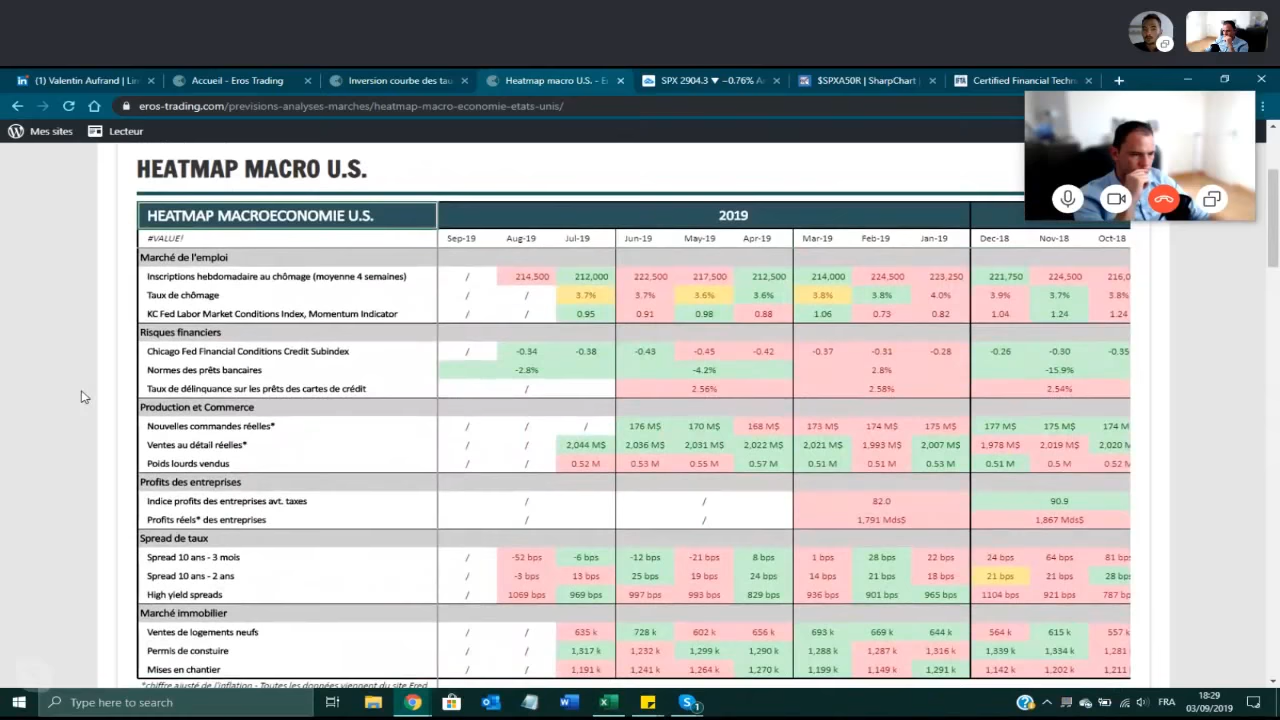 (1) Valentin Aufrand | Lin
Accueil - Eros Trading
Inversion courbe des tau
Heatmap macro U.S. - E
SPX 2904.3 ▼ -0.76%
$SPXA50R | SharpChart
Certified Financial Techn
eros-trading.com/previsions-analyses-marches/heatmap-macro-economie-etats-unis/
Mes sites
Lecteur
HEATMAP MACRO U.S.
HEATMAP MACROECONOMIE U.S. 2019
#VALUE! Sep-19 Aug-19 Jul-19 Jun-19 May-19 Apr-19 Mar-19 Feb-19 Jan-19 Dec-18 Nov-18 Oct-18
Marché de l'emploi
Inscriptions hebdomadaire au chômage (moyenne 4 semaines) / 214,500 212,000 222,500 217,500 212,500 214,000 224,500 223,250 221,750 224,500 216,0
Taux de chômage / / 3.7% 3.7% 3.6% 3.6% 3.8% 3.8% 4.0% 3.9% 3.7% 3.8%
KC Fed Labor Market Conditions Index, Momentum Indicator / / 0.95 0.91 0.98 0.88 1.06 0.73 0.82 1.04 1.24 1.24
Risques financiers
Chicago Fed Financial Conditions Credit Subindex / -0.34 -0.38 -0.43 -0.45 -0.42 -0.37 -0.31 -0.28 -0.26 -0.30 -0.35
Normes des prêts bancaires -2.8% -4.2% 2.8% -15.9%
Taux de délinquance sur les prêts des cartes de crédit / 2.56% 2.58% 2.54%
Production et Commerce
Nouvelles commandes réelles* / / / 176 M$ 170 M$ 168 M$ 173 M$ 174 M$ 175 M$ 177 M$ 175 M$ 174 M
Ventes au détail réelles* / / 2,044 M$ 2,036 M$ 2,031 M$ 2,022 M$ 2,021 M$ 1,993 M$ 2,007 M$ 1,978 M$ 2,019 M$ 2,020 M
Poids lourds vendus / / 0.52 M 0.53 M 0.55 M 0.57 M 0.51 M 0.51 M 0.53 M 0.51 M 0.5 M 0.52 M
Profits des entreprises
Indice profits des entreprises avt. taxes / / 82.0 90.9
Profits réels* des entreprises / / 1,791 Mds$ 1,867 Mds$
Spread de taux
Spread 10 ans - 3 mois / -52 bps -6 bps -12 bps -21 bps 8 bps 1 bps 28 bps 22 bps 24 bps 64 bps 81 bps
Spread 10 ans - 2 ans / -3 bps 13 bps 25 bps 19 bps 24 bps 14 bps 21 bps 18 bps 21 bps 21 bps 28 bps
High yield spreads / 1069 bps 969 bps 997 bps 993 bps 829 bps 936 bps 901 bps 965 bps 1104 bps 921 bps 787 bp
Marché immobilier
Ventes de logements neufs / / 635 k 728 k 602 k 656 k 693 k 669 k 644 k 564 k 615 k 557 k
Permis de constuire / / 1,317 k 1,232 k 1,299 k 1,290 k 1,288 k 1,287 k 1,316 k 1,339 k 1,334 k 1,281
Mises en chantier / / 1,191 k 1,241 k 1,264 k 1,270 k 1,199 k 1,149 k 1,291 k 1,142 k 1,202 k 1,211
*chiffre ajusté de l'inflation - Toutes les données viennent du site Fred
Type here to search
FRA
18:29
03/09/2019